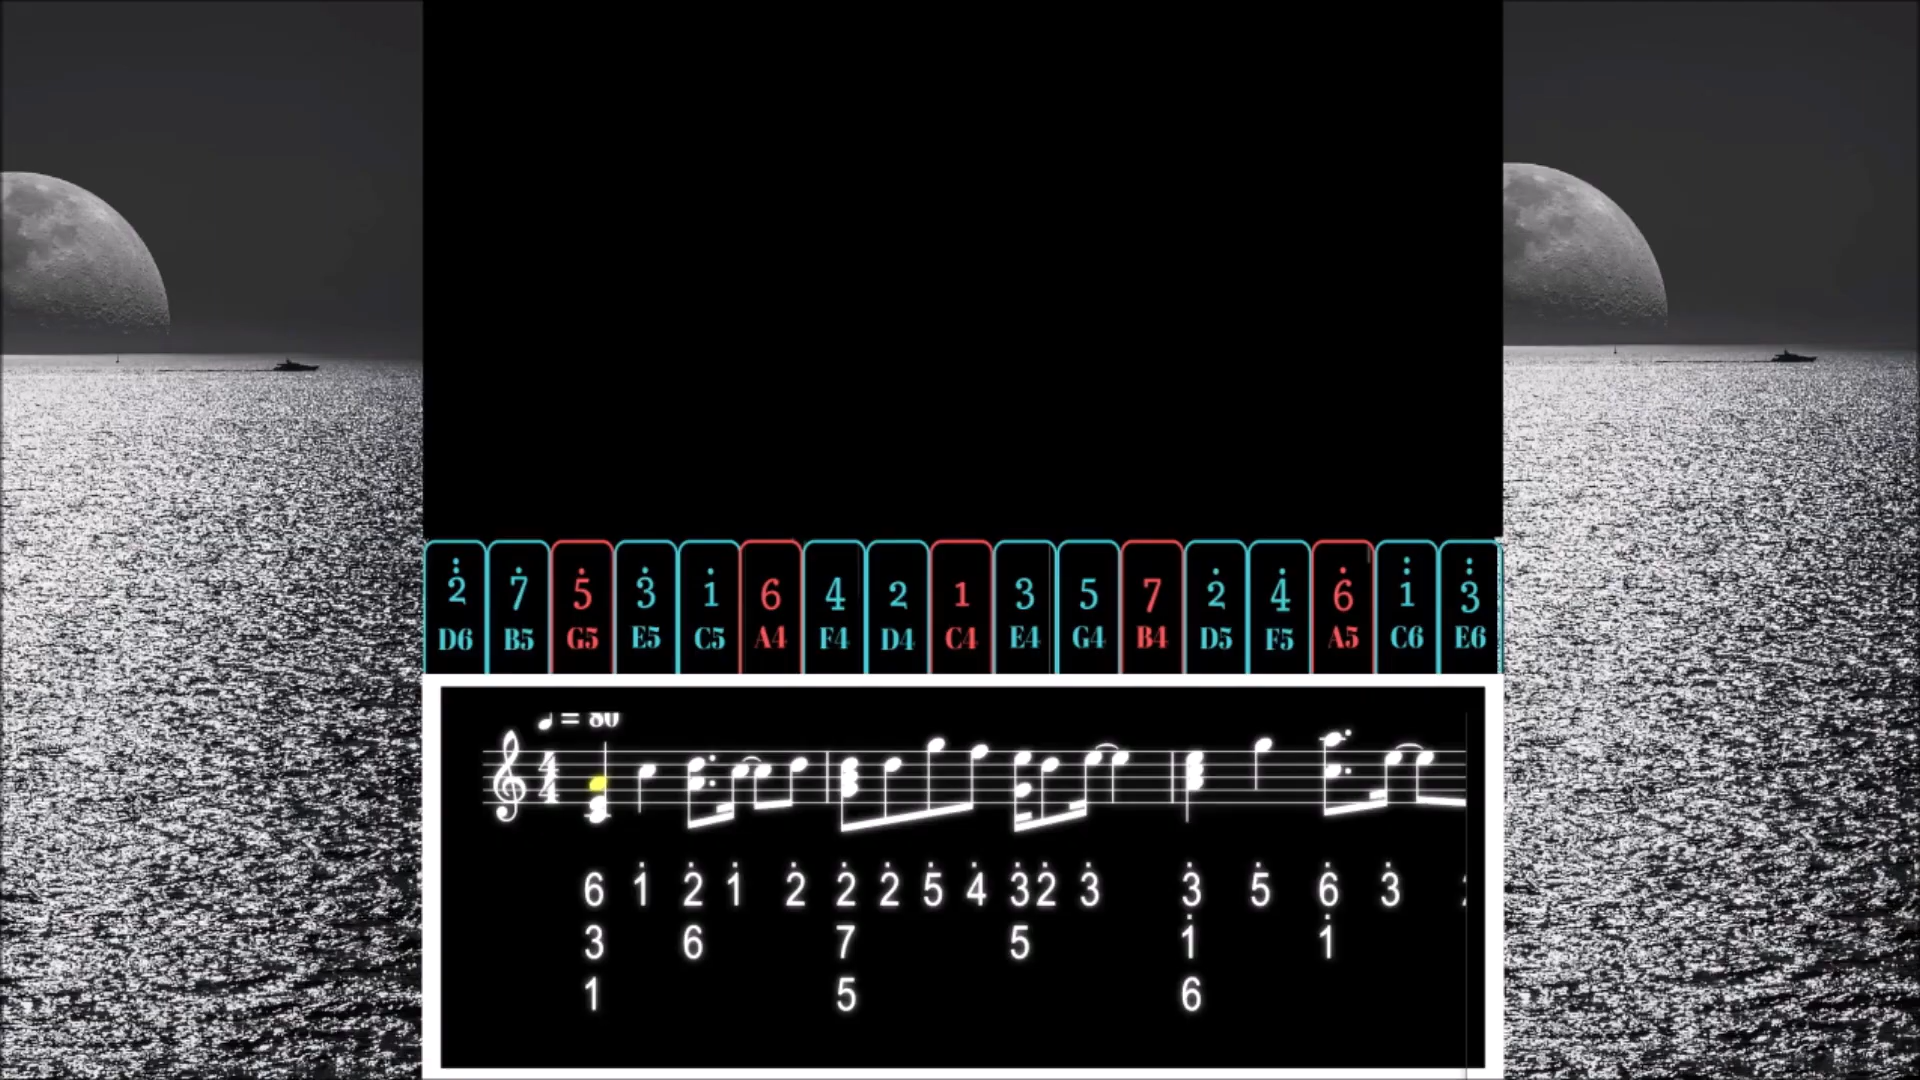 2̈ 7̇ 5̇ 3̇ 1̇ 6 4 2 1 3 5 7 2̇ 4̇ 6̇ 1̈ 3̈
D6 B5 G5 E5 C5 A4 F4 D4 C4 E4 G4 B4 D5 F5 A5 C6 E6
♩ = 80
4
4
6 1̇ 2̇ 1̇ 2̇ 2̇ 2̇ 5̇ 4̇ 3̇ 2̇ 3̇ 3̇ 5̇ 6̇ 3̇
3 6 7 5 1̇ 1̇
1 5 6